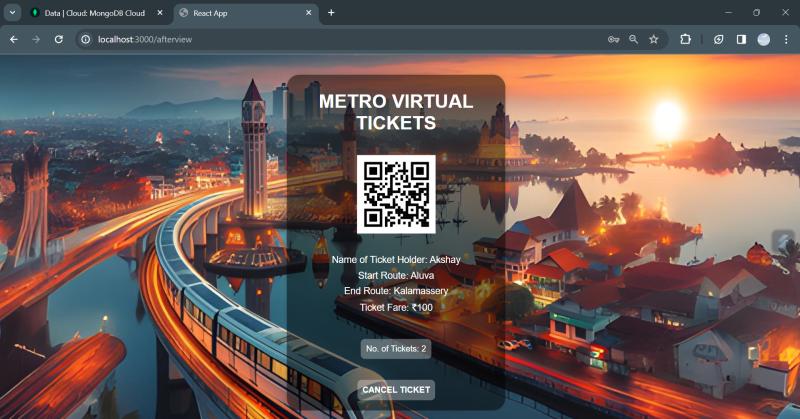 Data | Cloud: MongoDB Cloud
React App
localhost:3000/afterview
METRO VIRTUAL
TICKETS
Name of Ticket Holder: Akshay
Start Route: Aluva
End Route: Kalamassery
Ticket Fare: ₹100
No. of Tickets: 2
CANCEL TICKET